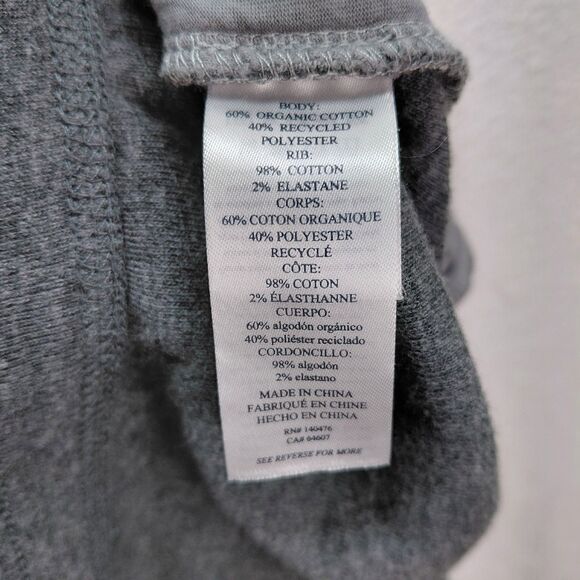 BODY:
60% ORGANIC COTTON
40% RECYCLED
POLYESTER
RIB:
98% COTTON
2% ELASTANE
CORPS:
60% COTON ORGANIQUE
40% POLYESTER
RECYCLÉ
CÔTE:
98% COTON
2% ÉLASTHANNE
CUERPO:
60% algodón orgánico
40% poliéster reciclado
CORDONCILLO:
98% algodón
2% elastano
MADE IN CHINA
FABRIQUÉ EN CHINE
HECHO EN CHINA
RN# 140476
CA# 64607
SEE REVERSE FOR MORE